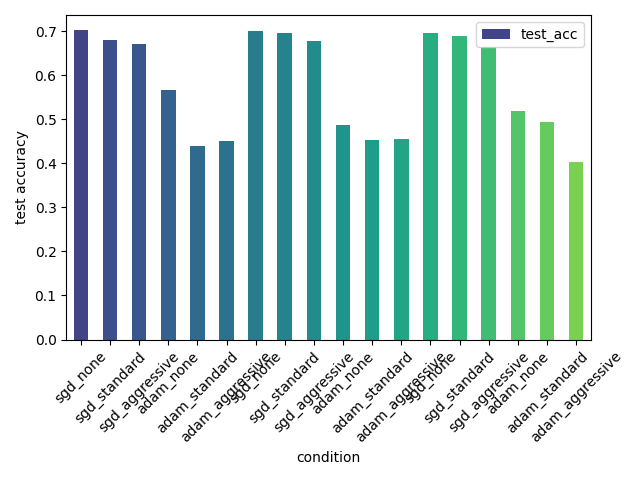 test_acc
test accuracy
0.7
0.6
0.5
0.4
0.3
0.2
0.1
0.0
sgd_none
sgd_standard
sgd_aggressive
adam_none
adam_standard
adam_aggressive
sgd_none
sgd_standard
sgd_aggressive
adam_none
adam_standard
adam_aggressive
sgd_none
sgd_standard
sgd_aggressive
adam_none
adam_standard
adam_aggressive
condition